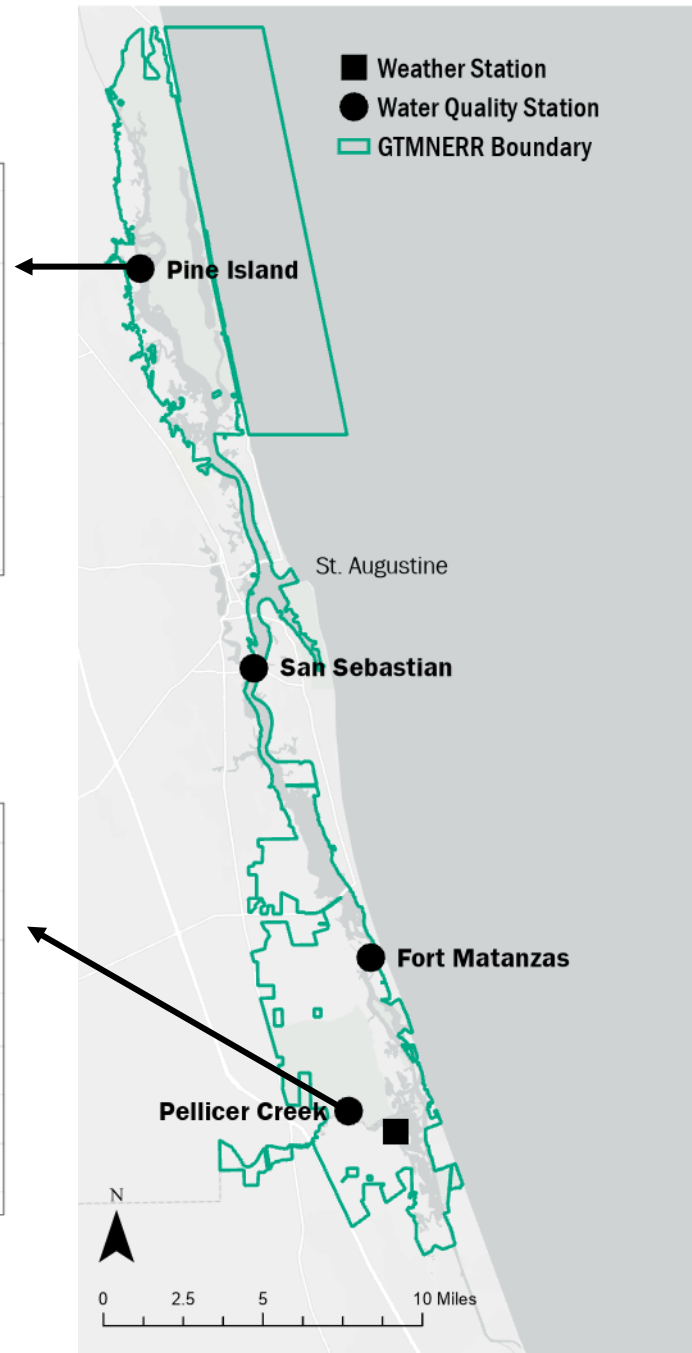 Weather Station
Water Quality Station
GTMNERR Boundary
Pine Island
St. Augustine
San Sebastian
Fort Matanzas
Pellicer Creek
N
0 2.5 5 10 Miles